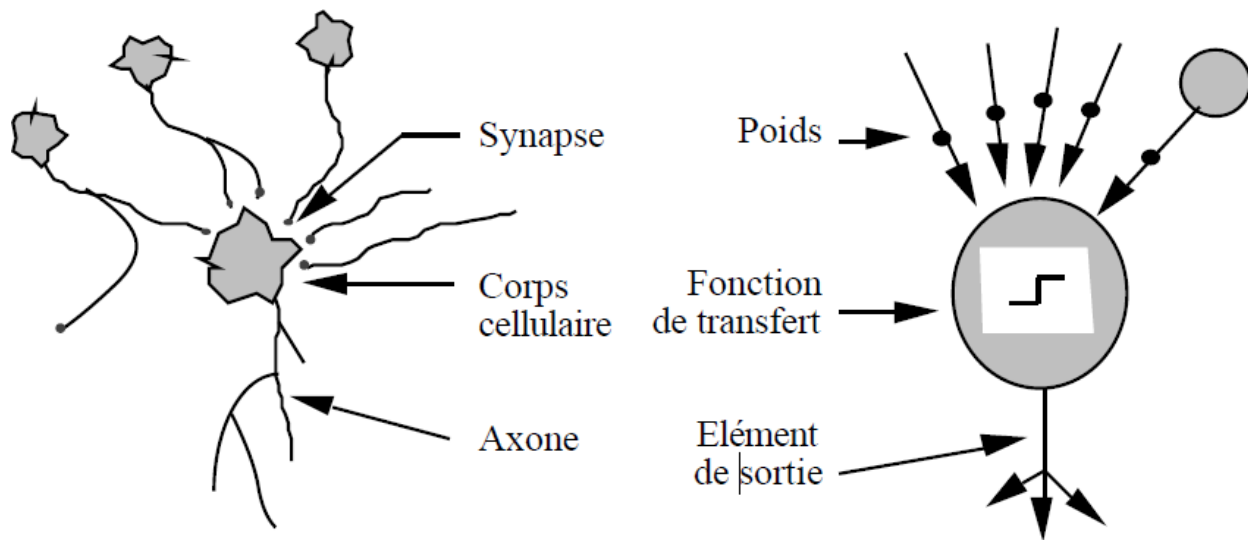 Synapse
Corps
cellulaire
Axone
Poids
Fonction
de transfert
Elément
de sortie